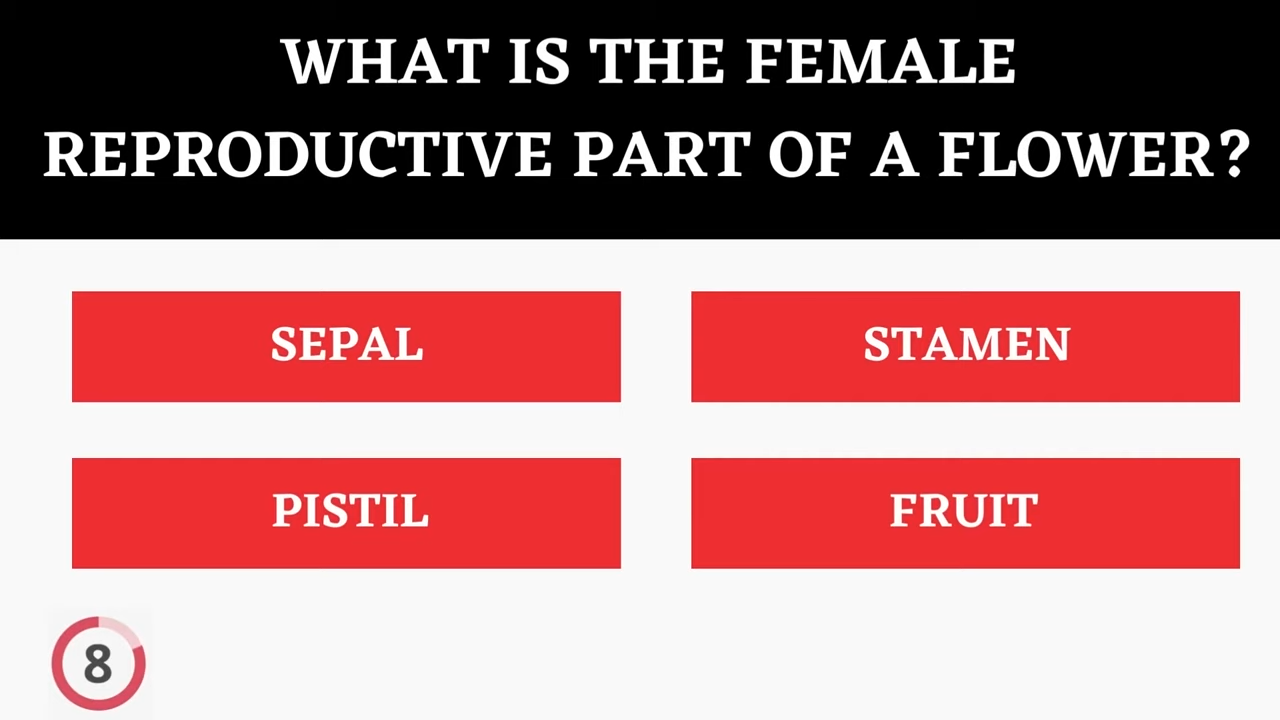 WHAT IS THE FEMALE
REPRODUCTIVE PART OF A FLOWER?
SEPAL
STAMEN
PISTIL
FRUIT
8